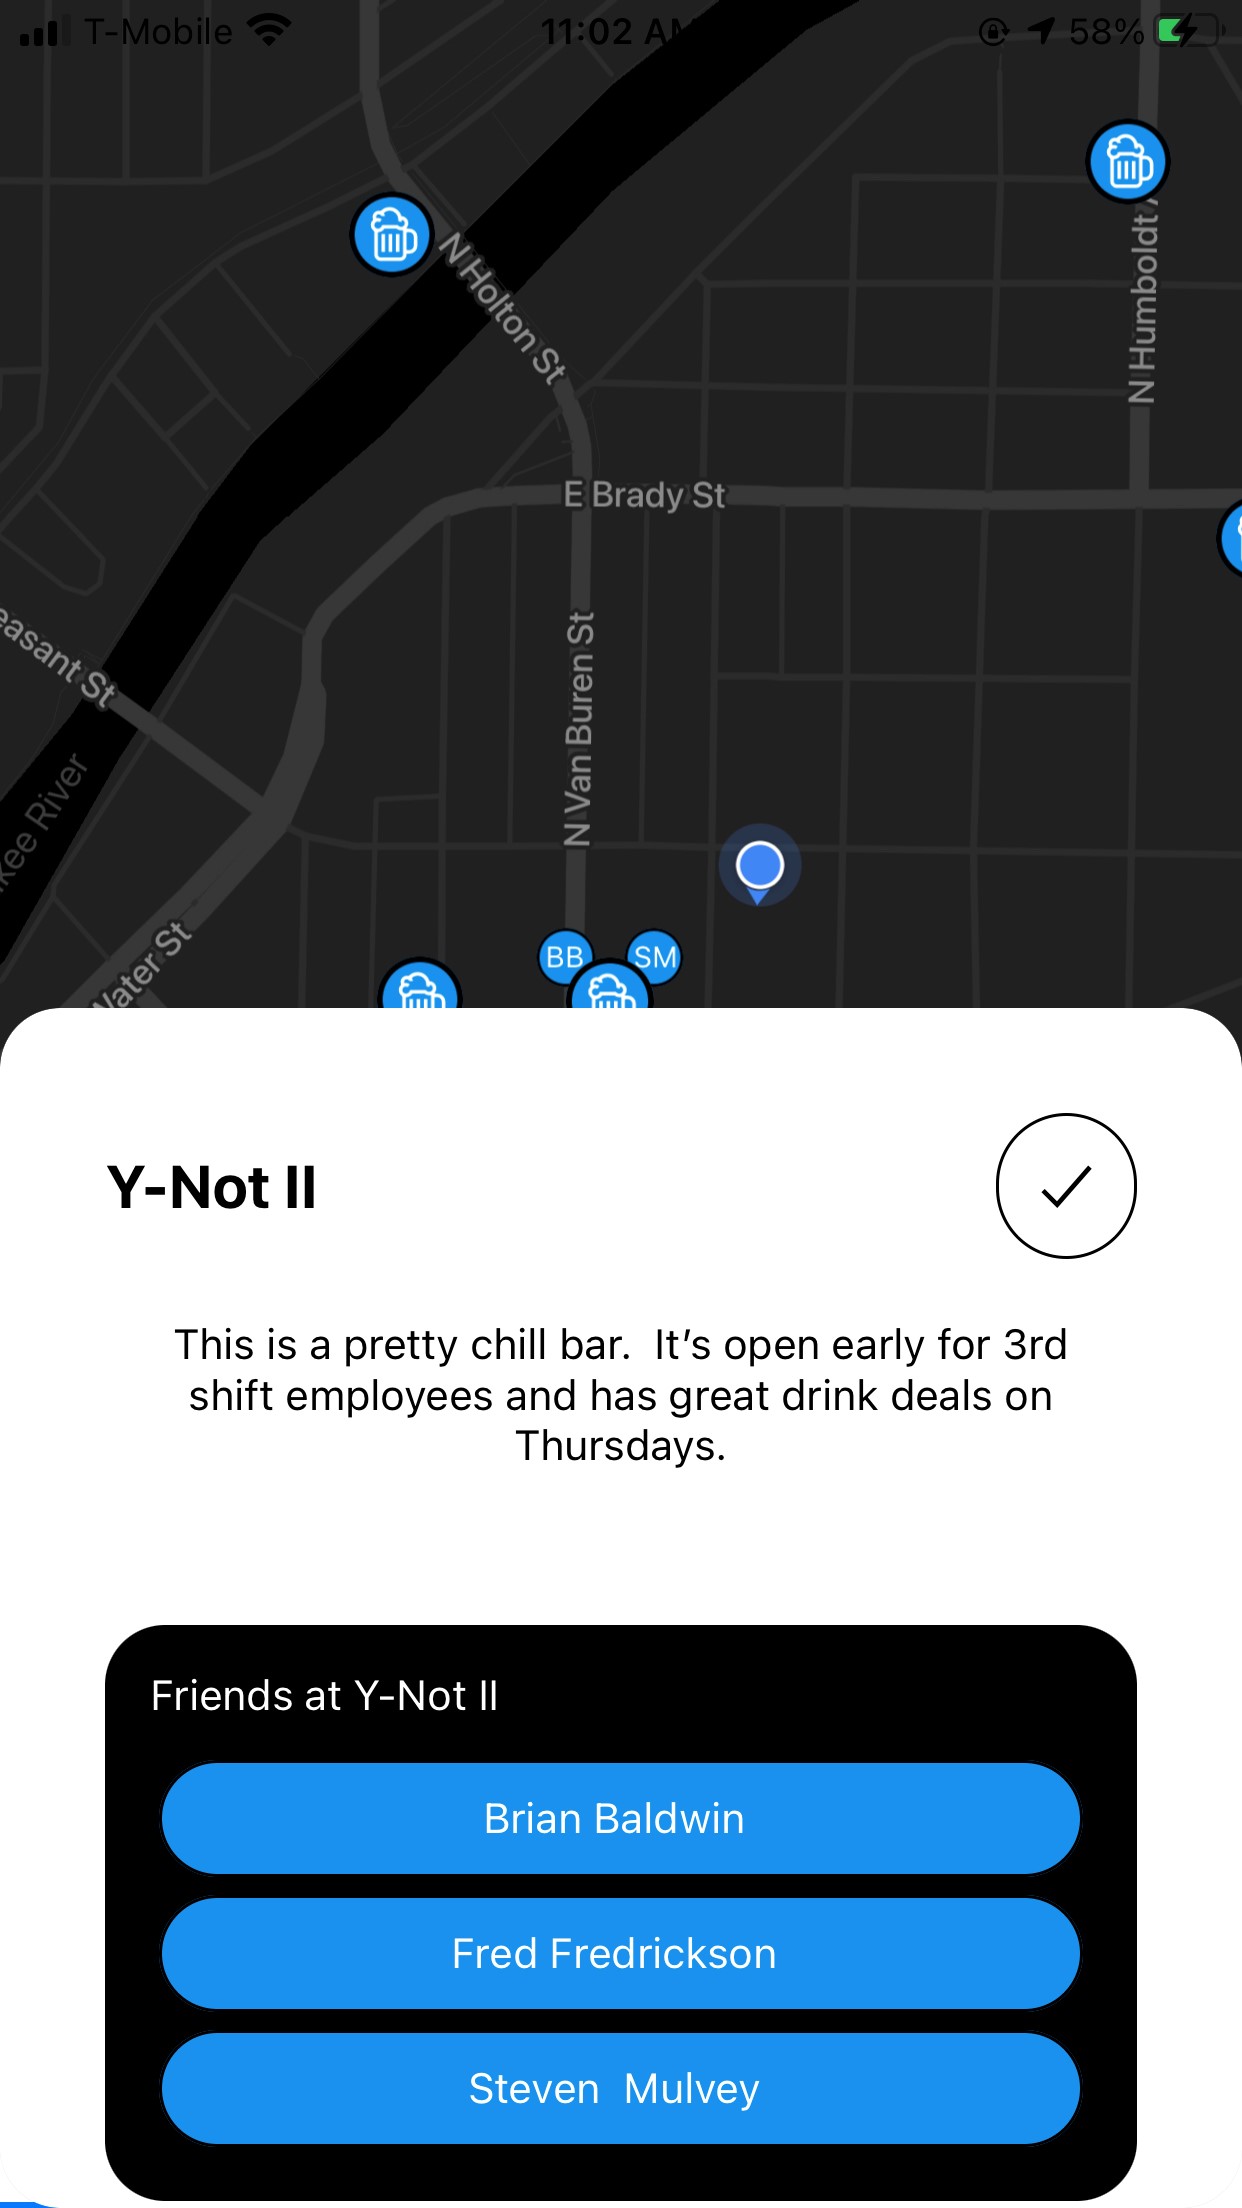 T-Mobile
11:02 AM
58%
N Holton St
N Humboldt
E Brady St
N Van Buren St
easant St
kee River
Water St
BB
SM
Y-Not II
This is a pretty chill bar.  It’s open early for 3rd
shift employees and has great drink deals on
Thursdays.
Friends at Y-Not II
Brian Baldwin
Fred Fredrickson
Steven  Mulvey